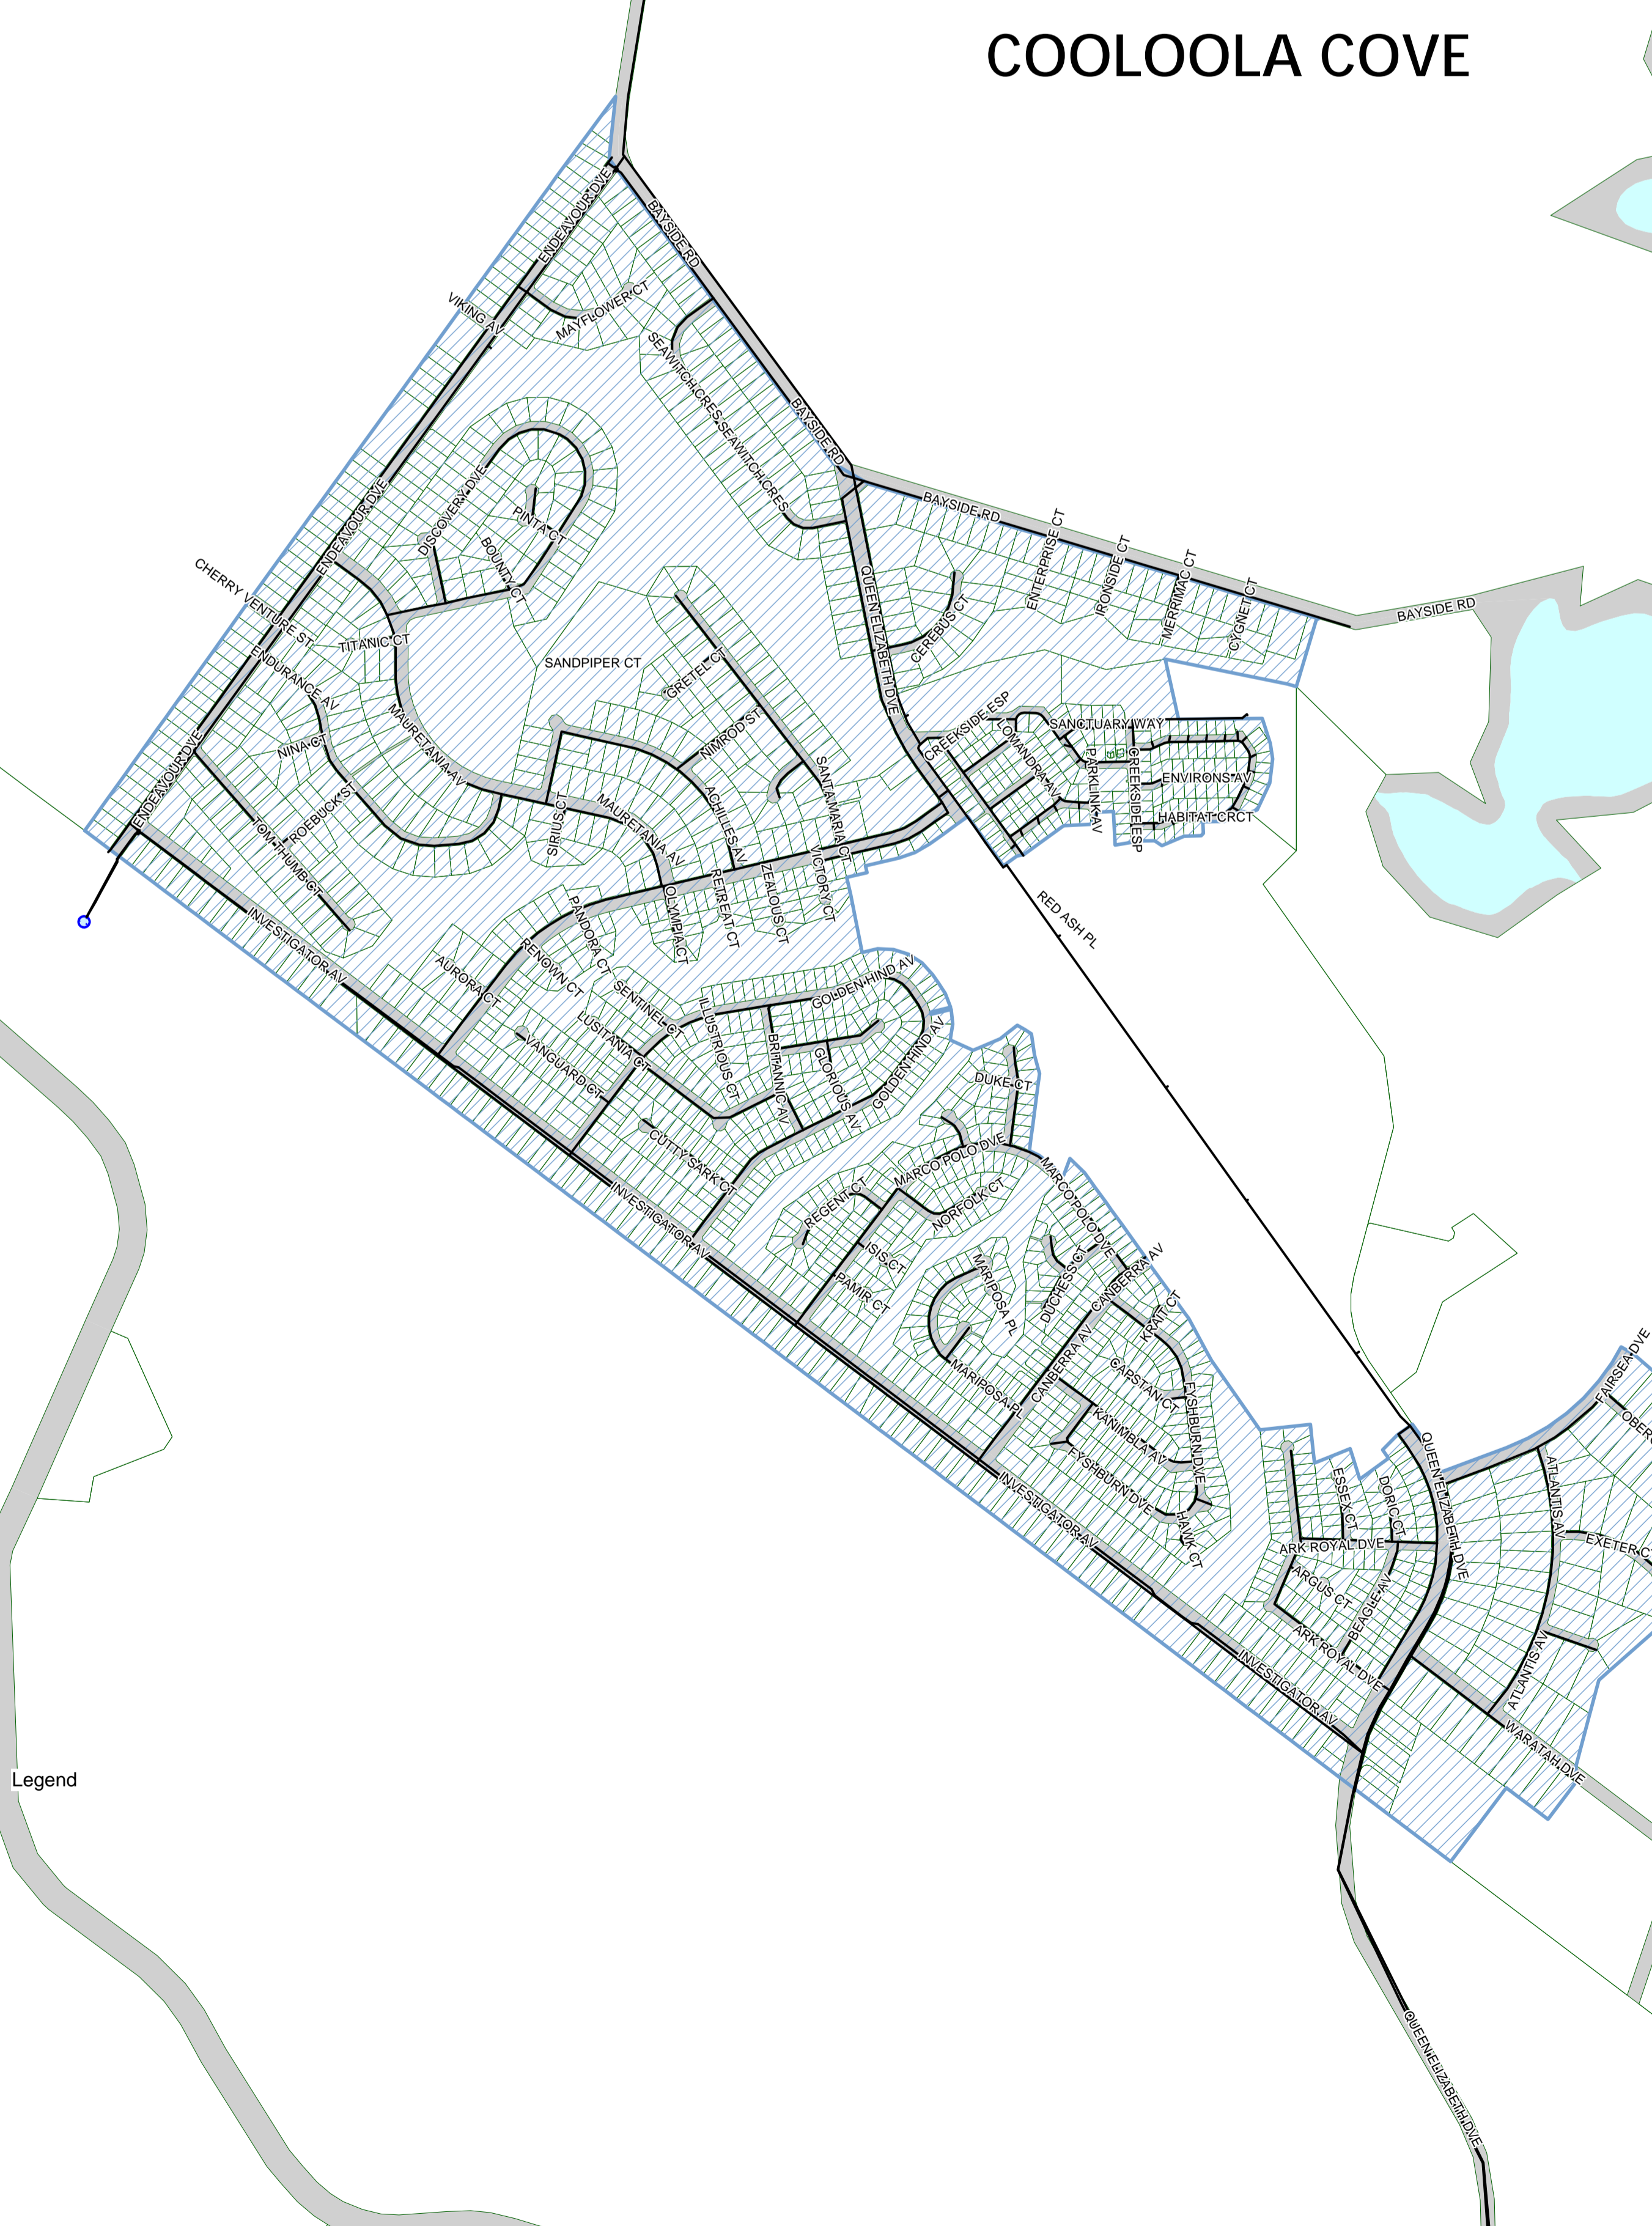 COOLOOLA COVE
ENDEAVOUR DVE
BAYSIDE RD
VIKING AV
MAYFLOWER CT
SEAWITCH CRES
SEAWITCH CRES
BAYSIDE RD
BAYSIDE RD
ENDEAVOUR DVE
DISCOVERY DVE
PINTA CT
BOUNTY CT
ENTERPRISE CT
IRONSIDE CT
MERRIMAC CT
CYGNET CT
BAYSIDE RD
CHERRY VENTURE ST
TITANIC CT
QUEEN ELIZABETH DVE
CEREBUS CT
ENDURANCE AV
SANDPIPER CT
GRETEL CT
NIMROD ST
MAURETANIA AV
NINA CT
ENDEAVOUR DVE
CREEKSIDE ESP
SANCTUARY WAY
LOMANDRA AV
PARKLINK AV
CREEKSIDE ESP
ENVIRONS AV
HABITAT CRCT
ROEBUCK ST
TOM THUMB CT
SIRIUS CT
MAURETANIA AV
ACHILLES AV
SANTA MARIA CT
VICTORY CT
ZEALOUS CT
RETREAT CT
OLYMPIA CT
PANDORA CT
RED ASH PL
INVESTIGATOR AV
AURORA CT
RENOWN CT
SENTINEL CT
LUSITANIA CT
ILLUSTRIOUS CT
GOLDEN HIND AV
VANGUARD CT
BRITANNIC AV
GLORIOUS AV
GOLDEN HIND AV
DUKE CT
CUTTY SARK CT
MARCO POLO DVE
MARCO POLO DVE
REGENT CT
NORFOLK CT
INVESTIGATOR AV
ISIS CT
PAMIR CT
MARIPOSA PL
DUCHESS CT
CANBERRA AV
KRAIT CT
CANBERRA AV
MARIPOSA PL
CAPSTAN CT
FYSHBURN DVE
KANIMBLA AV
FYSHBURN DVE
HAWK CT
INVESTIGATOR AV
FAIRSEA DVE
OBER
QUEEN ELIZABETH DVE
ATLANTIS AV
ESSEX CT
DORIC CT
ARK ROYAL DVE
EXETER C
ARGUS CT
BEAGLE AV
ARK ROYAL DVE
INVESTIGATOR AV
ATLANTIS AV
WARATAH DVE
Legend
QUEEN ELIZABETH DVE